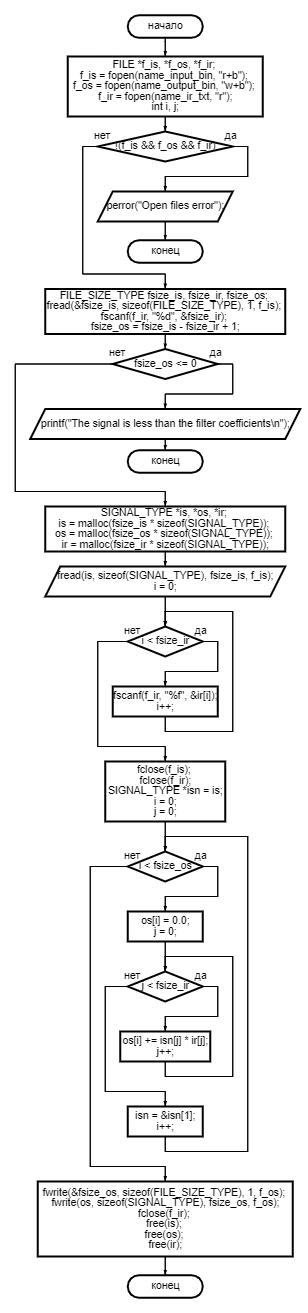 начало
FILE *f_is, *f_os, *f_ir;
f_is = fopen(name_input_bin, "r+b");
f_os = fopen(name_output_bin, "w+b");
f_ir = fopen(name_ir_txt, "r");
int i, j;
нет
да
!(f_is && f_os && f_ir)
perror("Open files error");
конец
FILE_SIZE_TYPE fsize_is, fsize_ir, fsize_os;
fread(&fsize_is, sizeof(FILE_SIZE_TYPE), 1, f_is);
fscanf(f_ir, "%d", &fsize_ir);
fsize_os = fsize_is - fsize_ir + 1;
нет
да
fsize_os <= 0
printf("The signal is less than the filter coefficients\n");
конец
SIGNAL_TYPE *is, *os, *ir;
is = malloc(fsize_is * sizeof(SIGNAL_TYPE));
os = malloc(fsize_os * sizeof(SIGNAL_TYPE));
ir = malloc(fsize_ir * sizeof(SIGNAL_TYPE));
fread(is, sizeof(SIGNAL_TYPE), fsize_is, f_is);
i = 0;
нет
да
i < fsize_ir
fscanf(f_ir, "%f", &ir[i]);
i++;
fclose(f_is);
fclose(f_ir);
SIGNAL_TYPE *isn = is;
i = 0;
j = 0;
нет
да
i < fsize_os
os[i] = 0.0;
j = 0;
нет
да
j < fsize_ir
os[i] += isn[j] * ir[j];
j++;
isn = &isn[1];
i++;
fwrite(&fsize_os, sizeof(FILE_SIZE_TYPE), 1, f_os);
fwrite(os, sizeof(SIGNAL_TYPE), fsize_os, f_os);
fclose(f_ir);
free(is);
free(os);
free(ir);
конец